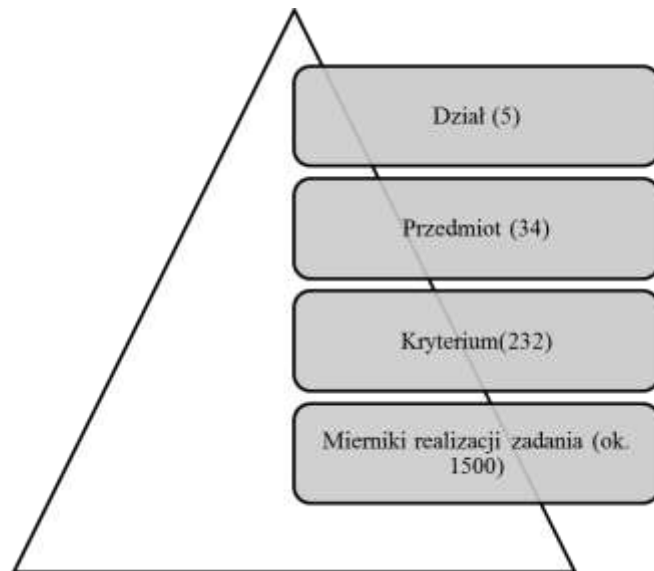 Dział (5)
Przedmiot (34)
Kryterium(232)
Mierniki realizacji zadania (ok.
1500)